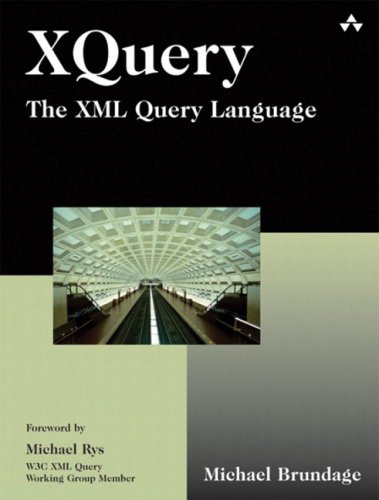 XQuery
The XML Query Language
Foreword by
Michael Rys
W3C XML Query
Working Group Member
Michael Brundage